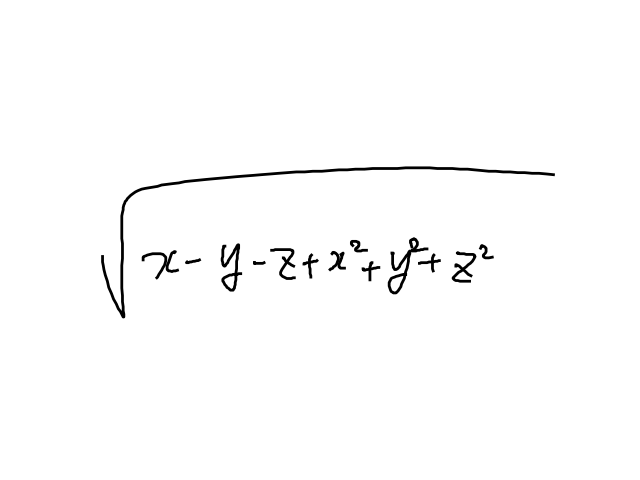 √(x - y - z + x² + y² + z²)